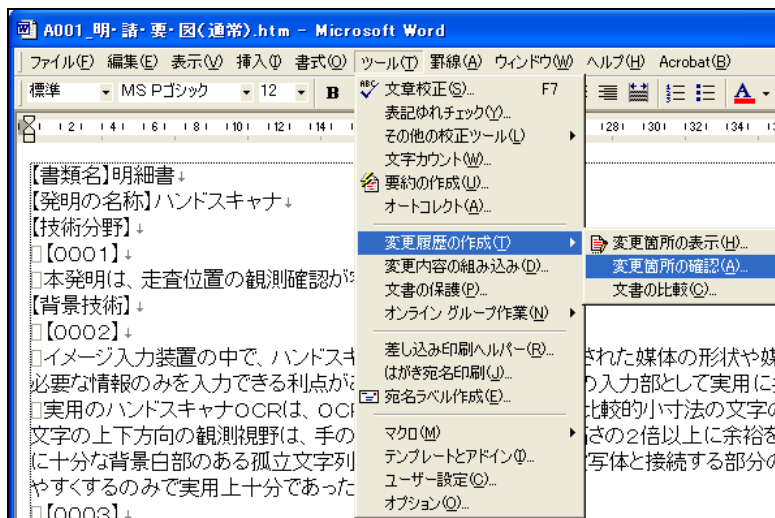 A001_明・請・要・図(通常).htm - Microsoft Word
ファイル(F) 編集(E) 表示(V) 挿入(I) 書式(O) ツール(T) 罫線(A) ウィンドウ(W) ヘルプ(H) Acrobat(B)
標準 MS Pゴシック 12 B A
文章校正(S)... F7
表記ゆれチェック(Y)...
その他の校正ツール(L)
文字カウント(W)...
要約の作成(U)...
オートコレクト(A)...
変更履歴の作成(T)
変更内容の組み込み(D)...
文書の保護(P)...
オンライン グループ作業(N)
差し込み印刷ヘルパー(R)...
はがき宛名印刷(J)...
宛名ラベル作成(E)...
マクロ(M)
テンプレートとアドイン(I)...
ユーザー設定(C)...
オプション(O)...
変更箇所の表示(H)...
変更箇所の確認(A)...
文書の比較(C)...
2 4 6 8 10 12 14 28 30 32 34
【書類名】明細書↓
【発明の名称】ハンドスキャナ↓
【技術分野】↓
【0001】↓
本発明は、走査位置の観測確認が
【背景技術】↓
【0002】↓
イメージ入力装置の中で、ハンドスキ された媒体の形状や媒
必要な情報のみを入力できる利点が の入力部として実用に
実用のハンドスキャナOCRは、OC 比較的小寸法の文字の
文字の上下方向の観測視野は、手の さの2倍以上に余裕を
に十分な背景白部のある孤立文字列 写体と接続する部分の
やすくするのみで実用上十分であった
【0003】↓